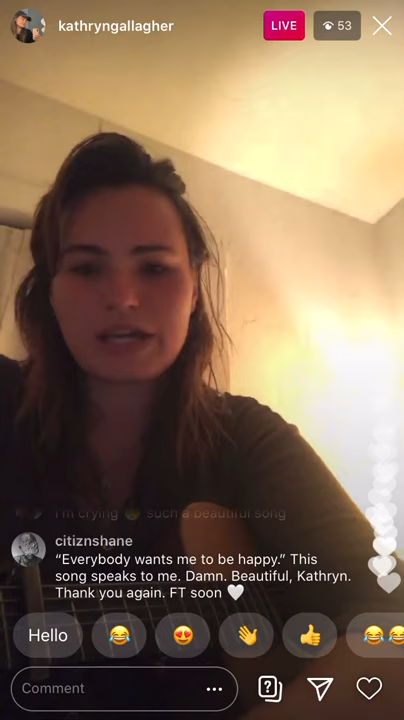 kathryngallagher
LIVE
53
I'm crying 😢 such a beautiful song
citiznshane
“Everybody wants me to be happy.” This
song speaks to me. Damn. Beautiful, Kathryn.
Thank you again. FT soon 🤍
Hello 😂 😍 👋 👍 😂😂
Comment